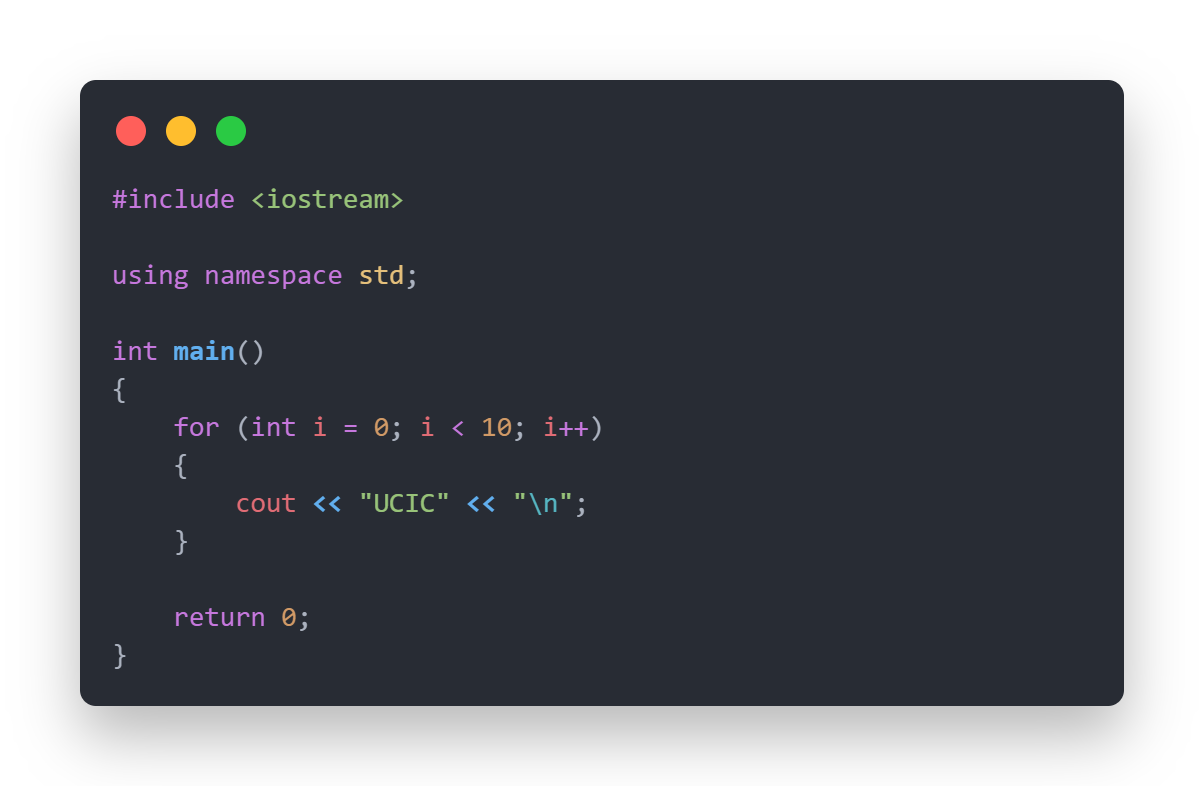 #include <iostream>
using namespace std;
int main()
{
    for (int i = 0; i < 10; i++)
    {
        cout << "UCIC" << "\n";
    }
    return 0;
}